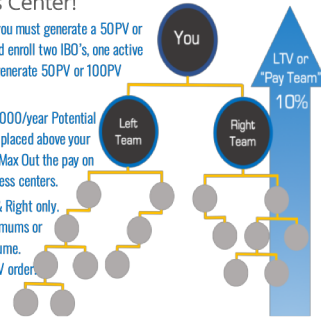 s Center!
you must generate a 50PV or
d enroll two IBO's, one active
generate 50PV or 100PV
000/year Potential
placed above your
Max Out the pay on
ess centers.
& Right only.
mums or
ume.
V order
You
Left
Team
Right
Team
LTV or
"Pay Team"
10%